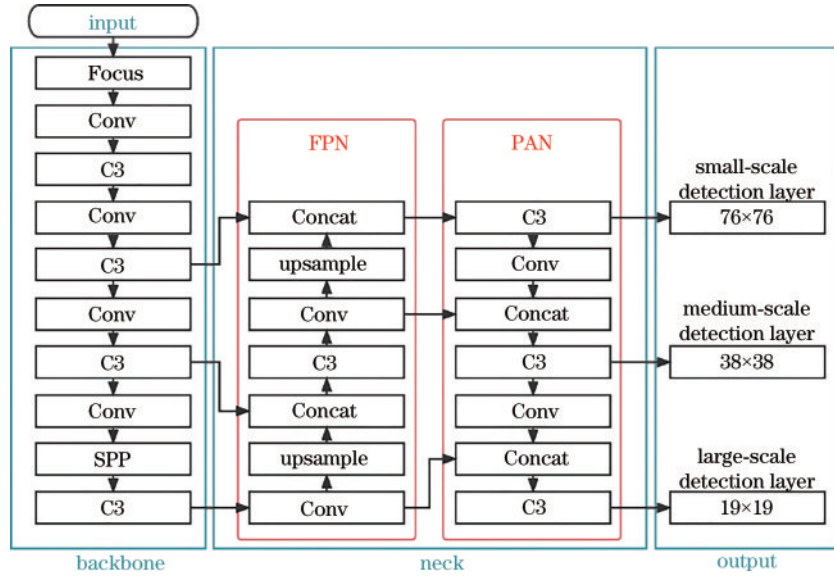 input
Focus
Conv
C3
Conv
C3
Conv
C3
Conv
SPP
C3
backbone
FPN
Concat
upsample
Conv
C3
Concat
upsample
Conv
PAN
C3
Conv
Concat
C3
Conv
Concat
C3
neck
small-scale
detection layer
76×76
medium-scale
detection layer
38×38
large-scale
detection layer
19×19
output